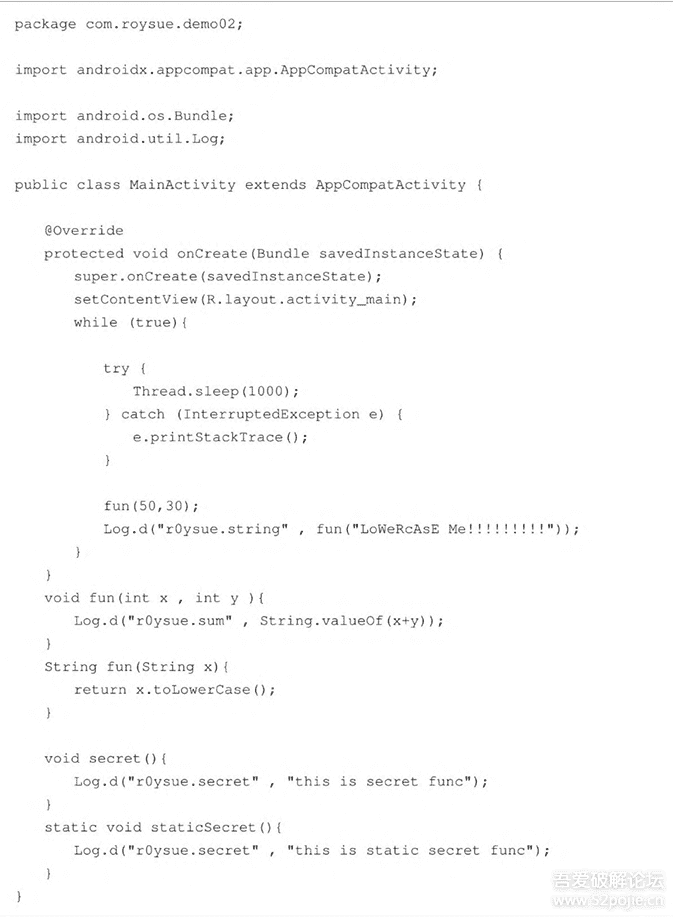 package com.roysue.demo02;
import androidx.appcompat.app.AppCompatActivity;
import android.os.Bundle;
import android.util.Log;
public class MainActivity extends AppCompatActivity {
@Override
protected void onCreate(Bundle savedInstanceState) {
super.onCreate(savedInstanceState);
setContentView(R.layout.activity_main);
while (true){
try {
Thread.sleep(1000);
} catch (InterruptedException e) {
e.printStackTrace();
}
fun(50,30);
Log.d("r0ysue.string" , fun("LoWeRcAsE Me!!!!!!!!!"));
}
}
void fun(int x , int y ){
Log.d("r0ysue.sum" , String.valueOf(x+y));
}
String fun(String x){
return x.toLowerCase();
}
void secret(){
Log.d("r0ysue.secret" , "this is secret func");
}
static void staticSecret(){
Log.d("r0ysue.secret" , "this is static secret func");
}
}
吾爱破解论坛
www.52pojie.cn